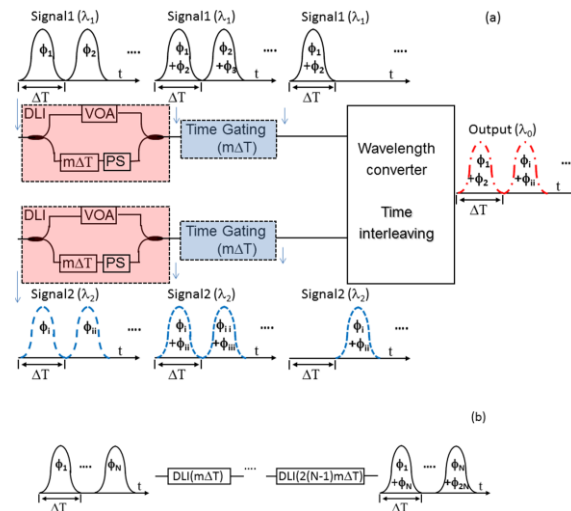 Signal1 (λ1) Signal1 (λ1) Signal1 (λ1) (a)
ϕ1 ϕ2 .... t
ϕ1 +ϕ2 ϕ2 +ϕ3 .... t
ϕ1 +ϕ2 t
ΔT ΔT ΔT
DLI VOA
mΔT PS
Time Gating
(mΔT)
Wavelength
converter
Time
interleaving
Output (λ0)
ϕ1 +ϕ2 ϕi +ϕii ... t
ΔT
DLI VOA
mΔT PS
Time Gating
(mΔT)
Signal2 (λ2) Signal2 (λ2) Signal2 (λ2)
ϕi ϕii .... t
ϕi +ϕii ϕii +ϕiii .... t
ϕi +ϕii .... t
ΔT ΔT ΔT
(b)
ϕ1 .... ϕN t
ΔT
DLI(mΔT) .... DLI(2(N-1)mΔT)
ϕ1 +ϕN .... ϕN +ϕ2N t
ΔT